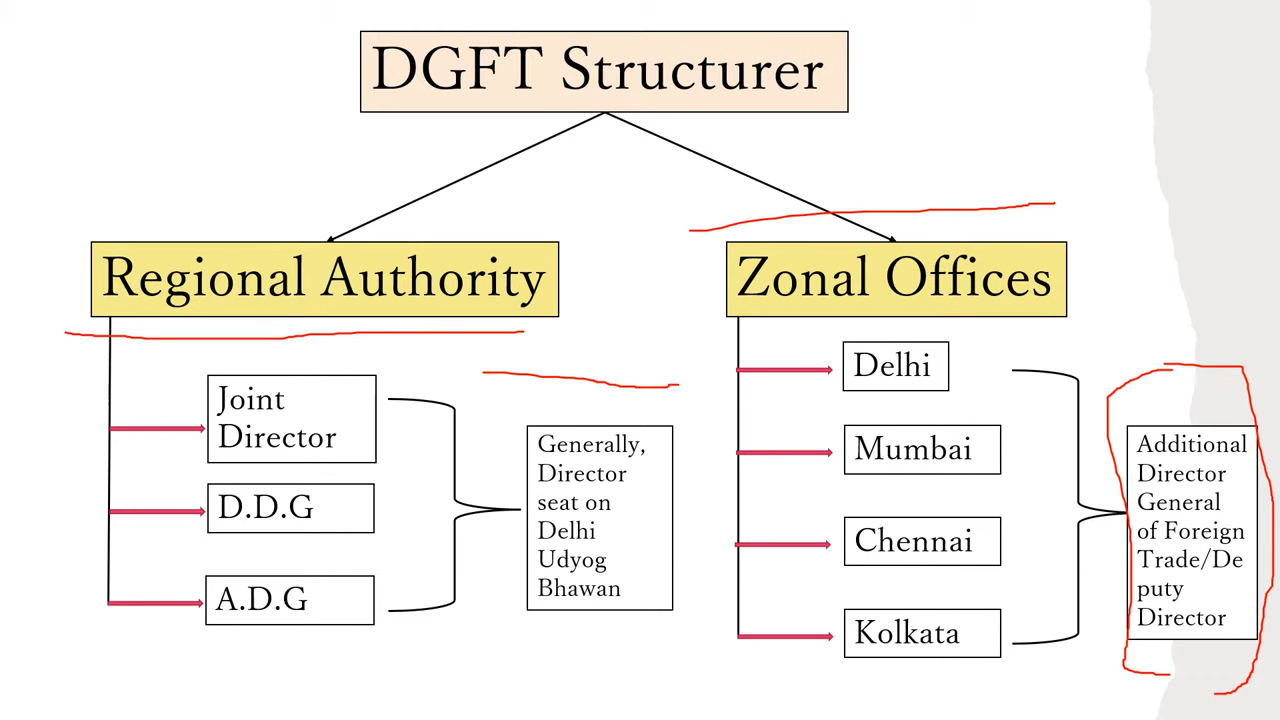 DGFT Structurer
Regional Authority
Joint
Director
D.D.G
A.D.G
Generally,
Director
seat on
Delhi
Udyog
Bhawan
Zonal Offices
Delhi
Mumbai
Chennai
Kolkata
Additional
Director
General
of Foreign
Trade/De
puty
Director